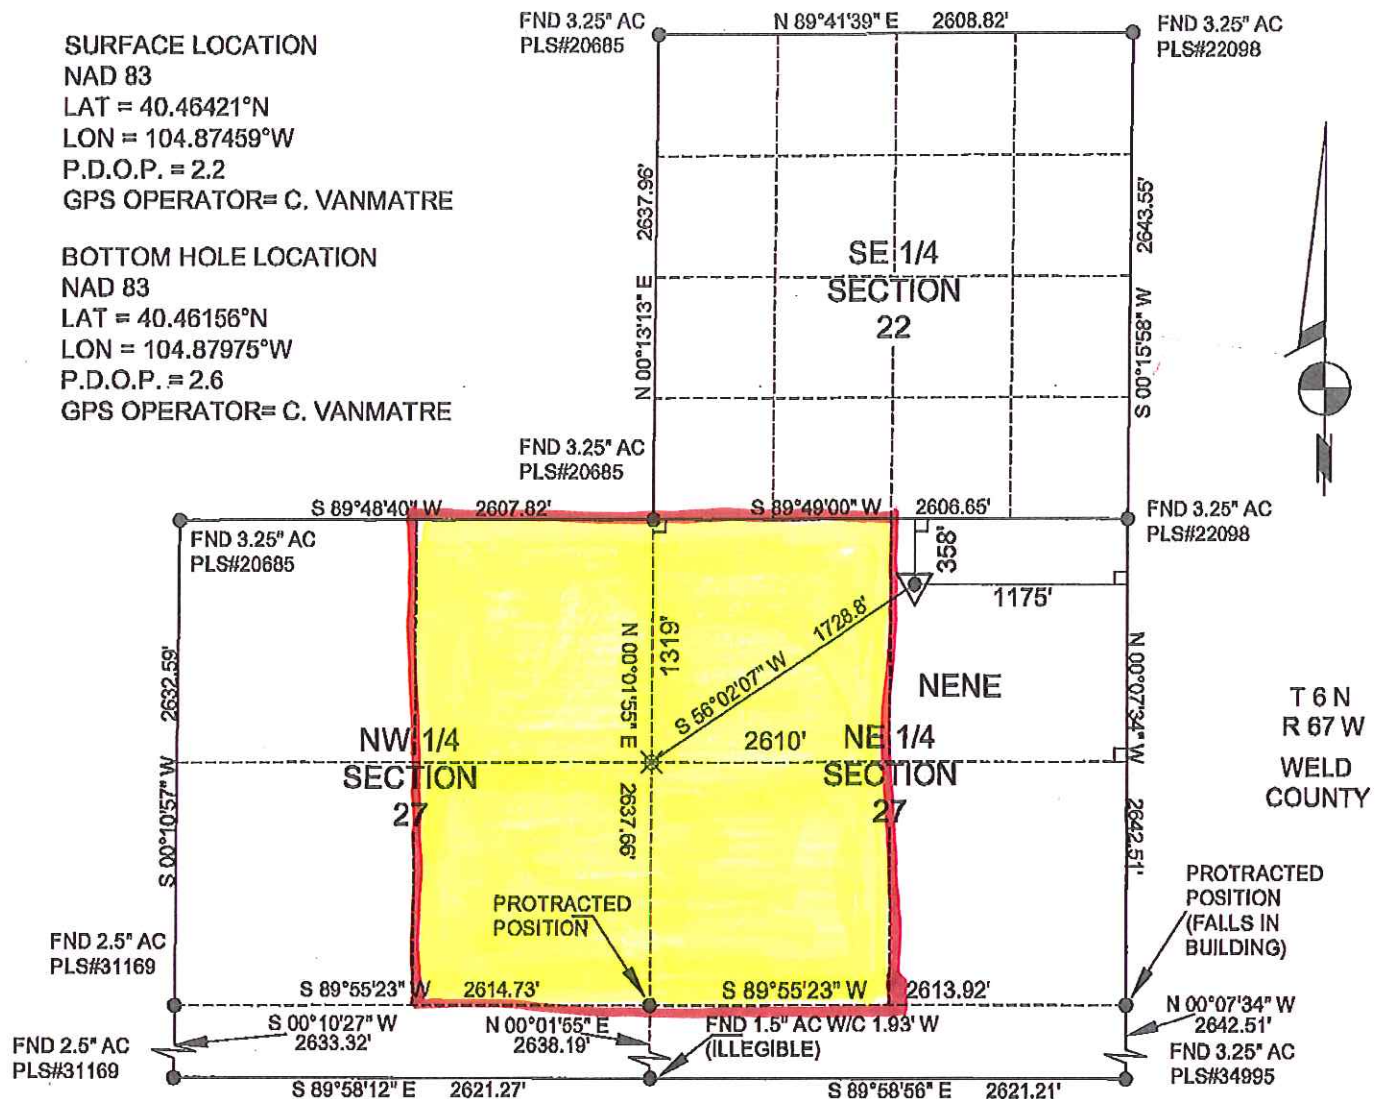 SURFACE LOCATION
NAD 83
LAT = 40.46421°N
LON = 104.87459°W
P.D.O.P. = 2.2
GPS OPERATOR= C. VANMATRE
BOTTOM HOLE LOCATION
NAD 83
LAT = 40.46156°N
LON = 104.87975°W
P.D.O.P. = 2.6
GPS OPERATOR= C. VANMATRE
FND 3.25" AC
PLS#20685
N 89°41'39" E 2608.82'
FND 3.25" AC
PLS#22098
2637.96'
N 00°13'13" E
SE 1/4
SECTION
22
2643.55'
S 00°15'58" W
N
FND 3.25" AC
PLS#20685
S 89°48'40" W 2607.82'
S 89°49'00" W 2606.65'
FND 3.25" AC
PLS#20685
FND 3.25" AC
PLS#22098
358'
1175'
1728.8'
S 56°02'07" W
1319'
N 00°01'55" E
2637.66'
2632.59'
S 00°10'57" W
NENE
N 00°07'34" W
2642.51'
T 6 N
R 67 W
WELD
COUNTY
NW 1/4
SECTION
27
2610'
NE 1/4
SECTION
27
PROTRACTED
POSITION
PROTRACTED
POSITION
(FALLS IN
BUILDING)
FND 2.5" AC
PLS#31169
S 89°55'23" W 2614.73'
S 89°55'23" W 2613.92'
S 00°10'27" W
2633.32'
N 00°01'55" E
2638.19'
FND 1.5" AC W/C 1.93' W
(ILLEGIBLE)
N 00°07'34" W
2642.51'
FND 2.5" AC
PLS#31169
FND 3.25" AC
PLS#34995
S 89°58'12" E 2621.27'
S 89°58'56" E 2621.21'